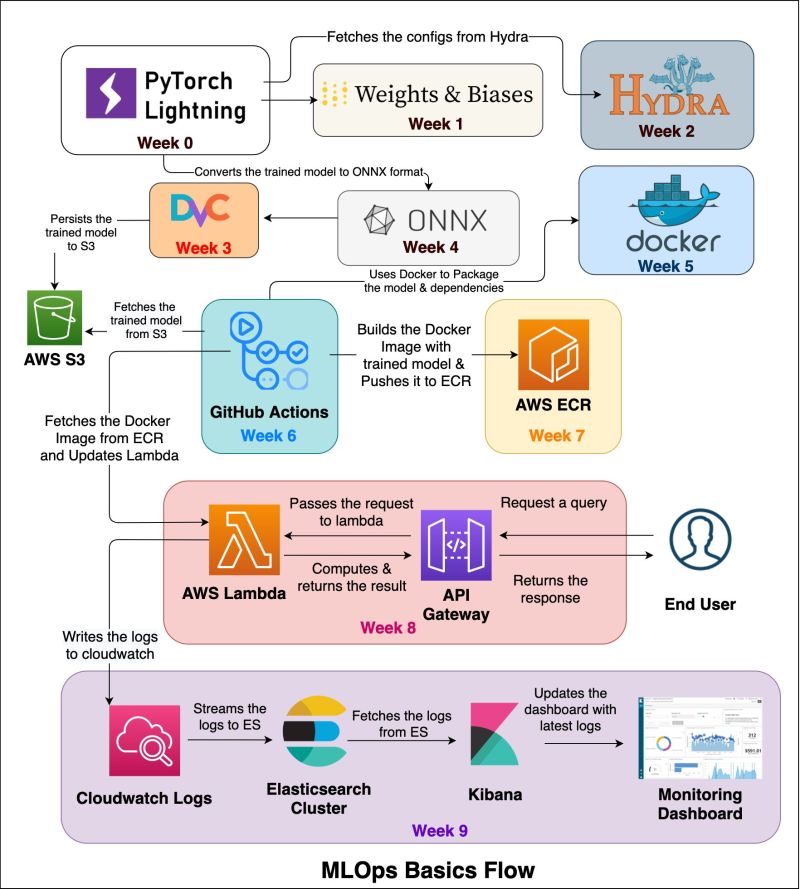 Fetches the configs from Hydra
PyTorch
Lightning
Week 0
Weights & Biases
Week 1
HYDRA
Week 2
Converts the trained model to ONNX format
Persists the
trained model
to S3
DVC
Week 3
ONNX
Week 4
docker
Week 5
Uses Docker to Package
the model & dependencies
AWS S3
Fetches the
trained model
from S3
GitHub Actions
Week 6
Builds the Docker
Image with
trained model &
Pushes it to ECR
AWS ECR
Week 7
Fetches the Docker
Image from ECR
and Updates Lambda
AWS Lambda
Passes the request
to lambda
Computes &
returns the result
API
Gateway
Request a query
Returns the
response
End User
Week 8
Writes the logs
to cloudwatch
Cloudwatch Logs
Streams the
logs to ES
Elasticsearch
Cluster
Fetches the logs
from ES
Kibana
Updates the
dashboard with
latest logs
212
$591.01
Monitoring
Dashboard
Week 9
MLOps Basics Flow